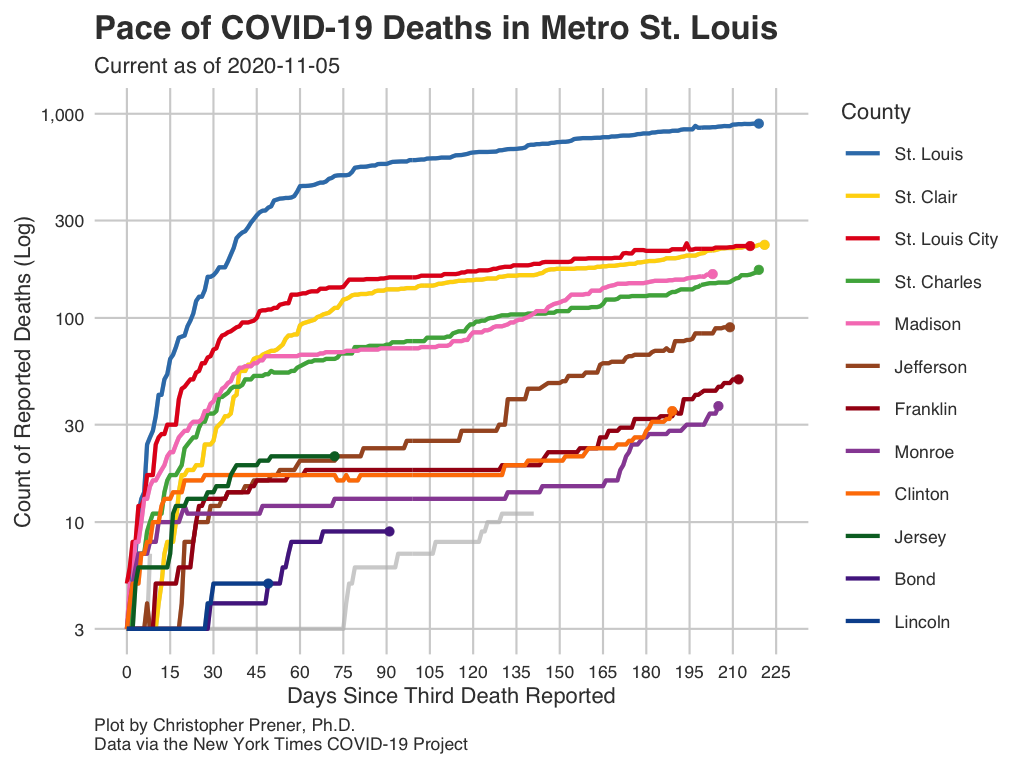 Pace of COVID-19 Deaths in Metro St. Louis
Current as of 2020-11-05
Count of Reported Deaths (Log)
1,000
300
100
30
10
3
0 15 30 45 60 75 90 105 120 135 150 165 180 195 210 225
Days Since Third Death Reported
County
St. Louis
St. Clair
St. Louis City
St. Charles
Madison
Jefferson
Franklin
Monroe
Clinton
Jersey
Bond
Lincoln
Plot by Christopher Prener, Ph.D.
Data via the New York Times COVID-19 Project